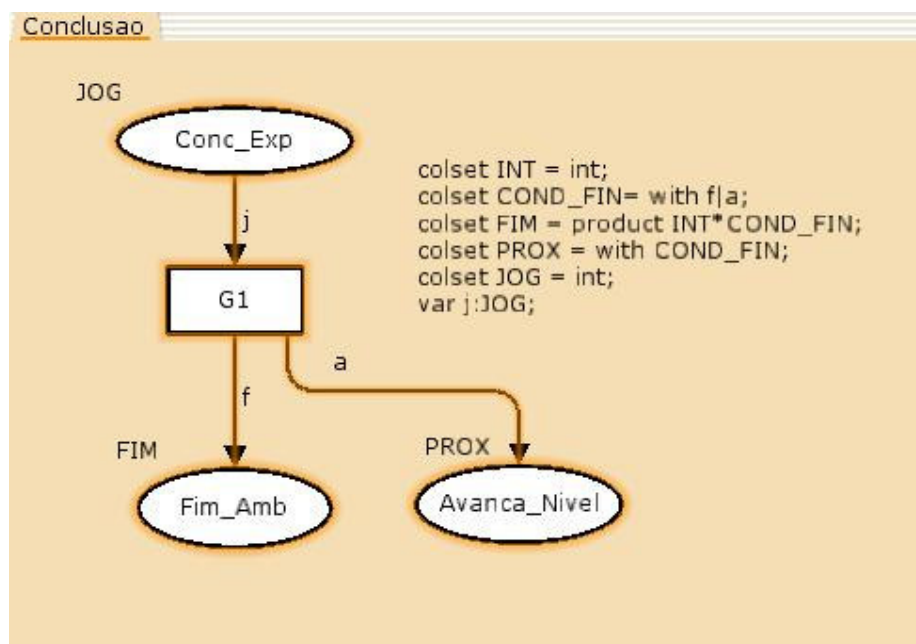 Conclusao
JOG
Conc_Exp
colset INT = int;
colset COND_FIN= with f|a;
colset FIM = product INT*COND_FIN;
colset PROX = with COND_FIN;
colset JOG = int;
var j:JOG;
j
G1
a
f
FIM
PROX
Fim_Amb
Avanca_Nivel